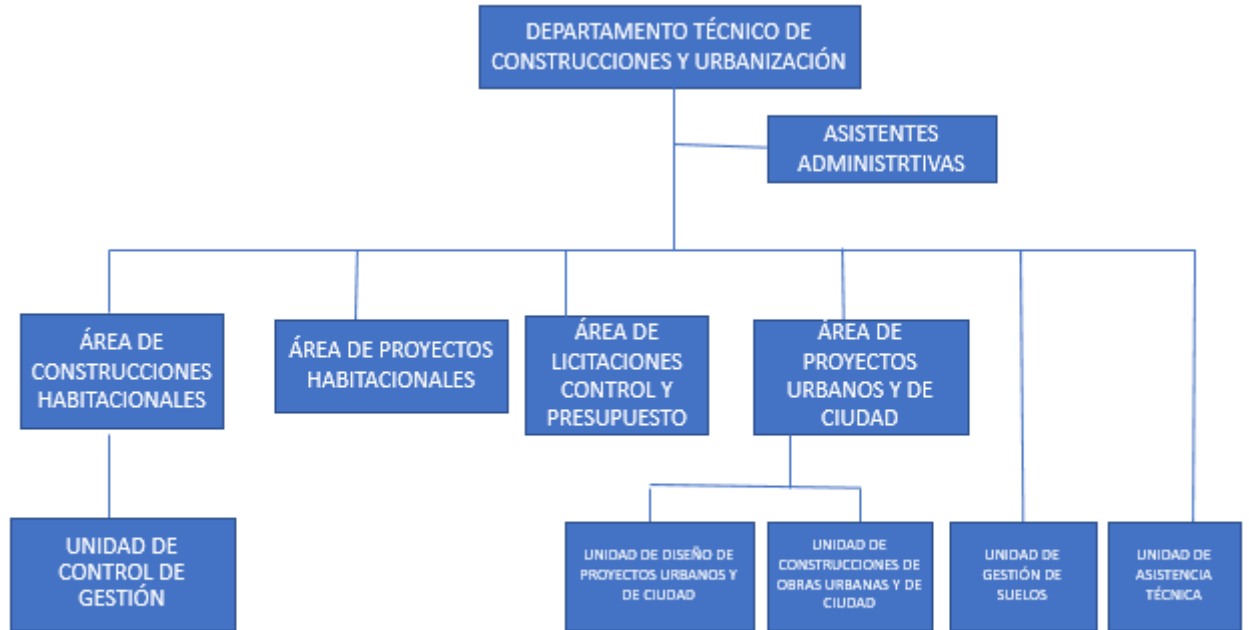 DEPARTAMENTO TÉCNICO DE
CONSTRUCCIONES Y URBANIZACIÓN
ASISTENTES
ADMINISTRTIVAS
ÁREA DE
CONSTRUCCIONES
HABITACIONALES
ÁREA DE PROYECTOS
HABITACIONALES
ÁREA DE
LICITACIONES
CONTROL Y
PRESUPUESTO
ÁREA DE
PROYECTOS
URBANOS Y DE
CIUDAD
UNIDAD DE
CONTROL DE
GESTIÓN
UNIDAD DE DISEÑO DE
PROYECTOS URBANOS Y
DE CIUDAD
UNIDAD DE
CONSTRUCCIONES DE
OBRAS URBANAS Y DE
CIUDAD
UNIDAD DE
GESTIÓN DE
SUELOS
UNIDAD DE
ASISTENCIA
TÉCNICA